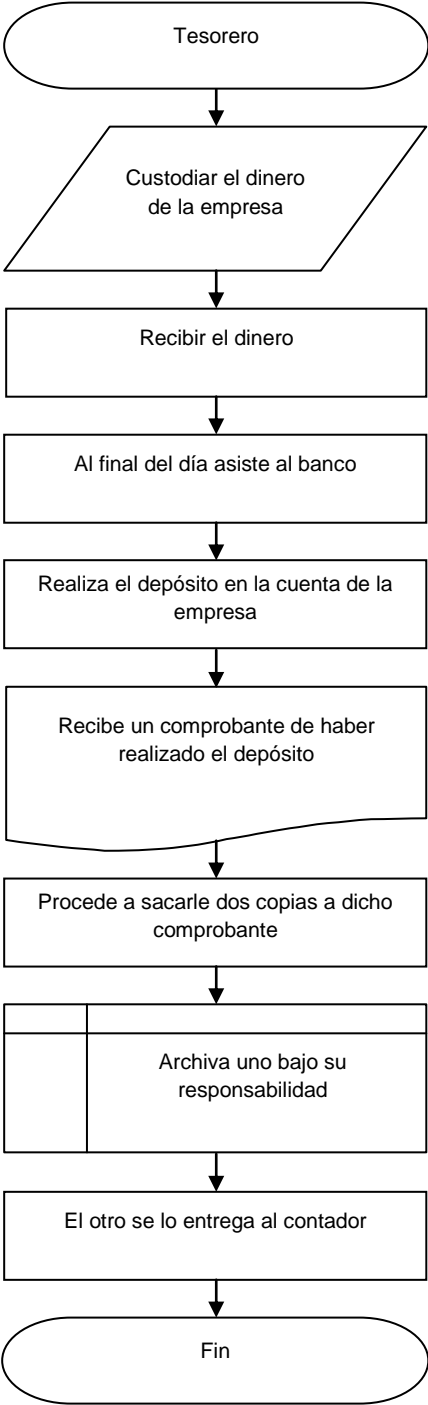 Tesorero
Custodiar el dinero
de la empresa
Recibir el dinero
Al final del día asiste al banco
Realiza el depósito en la cuenta de la
empresa
Recibe un comprobante de haber
realizado el depósito
Procede a sacarle dos copias a dicho
comprobante
Archiva uno bajo su
responsabilidad
El otro se lo entrega al contador
Fin